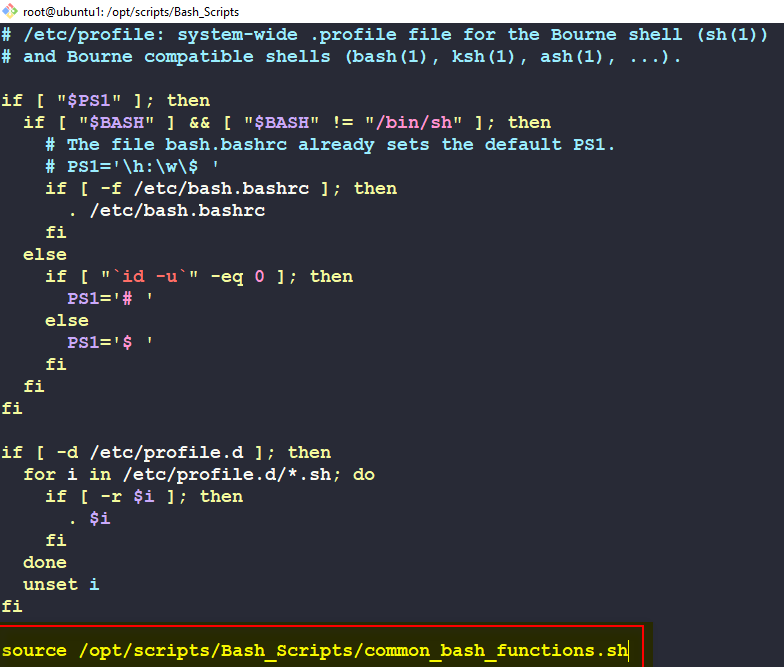 root@ubuntu1: /opt/scripts/Bash_Scripts
# /etc/profile: system-wide .profile file for the Bourne shell (sh(1))
# and Bourne compatible shells (bash(1), ksh(1), ash(1), ...).
if [ "$PS1" ]; then
  if [ "$BASH" ] && [ "$BASH" != "/bin/sh" ]; then
    # The file bash.bashrc already sets the default PS1.
    # PS1='\h:\w\$ '
    if [ -f /etc/bash.bashrc ]; then
      . /etc/bash.bashrc
    fi
  else
    if [ "`id -u`" -eq 0 ]; then
      PS1='# '
    else
      PS1='$ '
    fi
  fi
fi
if [ -d /etc/profile.d ]; then
  for i in /etc/profile.d/*.sh; do
    if [ -r $i ]; then
      . $i
    fi
  done
  unset i
fi
source /opt/scripts/Bash_Scripts/common_bash_functions.sh